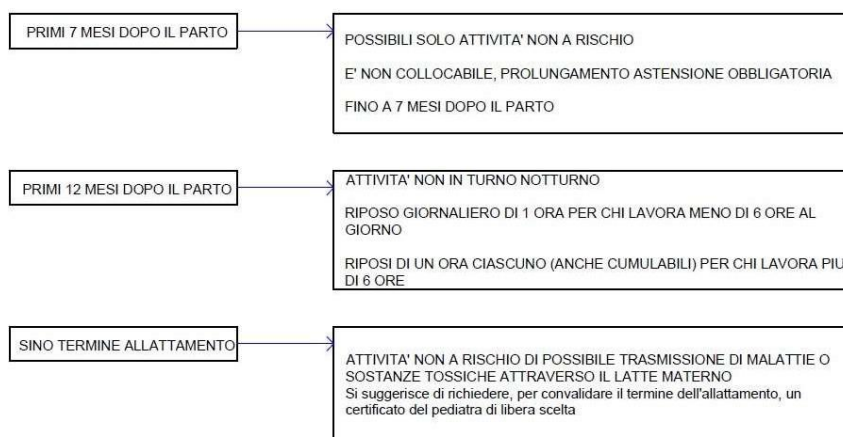 PRIMI 7 MESI DOPO IL PARTO
POSSIBILI SOLO ATTIVITA' NON A RISCHIO
E' NON COLLOCABILE, PROLUNGAMENTO ASTENSIONE OBBLIGATORIA
FINO A 7 MESI DOPO IL PARTO
PRIMI 12 MESI DOPO IL PARTO
ATTIVITA' NON IN TURNO NOTTURNO
RIPOSO GIORNALIERO DI 1 ORA PER CHI LAVORA MENO DI 6 ORE AL
GIORNO
RIPOSI DI UN ORA CIASCUNO (ANCHE CUMULABILI) PER CHI LAVORA PIU
DI 6 ORE
SINO TERMINE ALLATTAMENTO
ATTIVITA' NON A RISCHIO DI POSSIBILE TRASMISSIONE DI MALATTIE O
SOSTANZE TOSSICHE ATTRAVERSO IL LATTE MATERNO
Si suggerisce di richiedere, per convalidare il termine dell'allattamento, un
certificato del pediatra di libera scelta